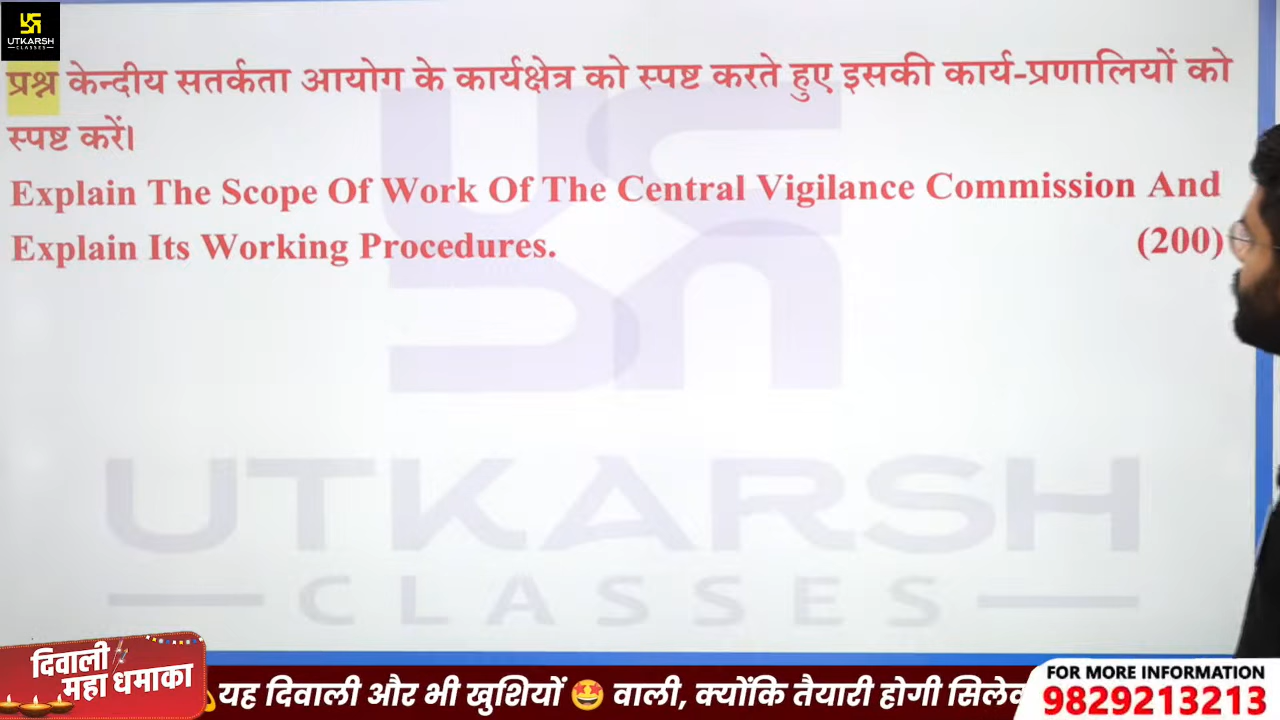 UTKARSH
CLASSES
प्रश्न केन्दीय सतर्कता आयोग के कार्यक्षेत्र को स्पष्ट करते हुए इसकी कार्य-प्रणालियों को
स्पष्ट करें।
Explain The Scope Of Work Of The Central Vigilance Commission And
Explain Its Working Procedures. (200)
UTKARSH
CLASSES
दिवाली
महा धमाका
यह दिवाली और भी खुशियों 🤩 वाली, क्योंकि तैयारी होगी
FOR MORE INFORMATION
9829213213